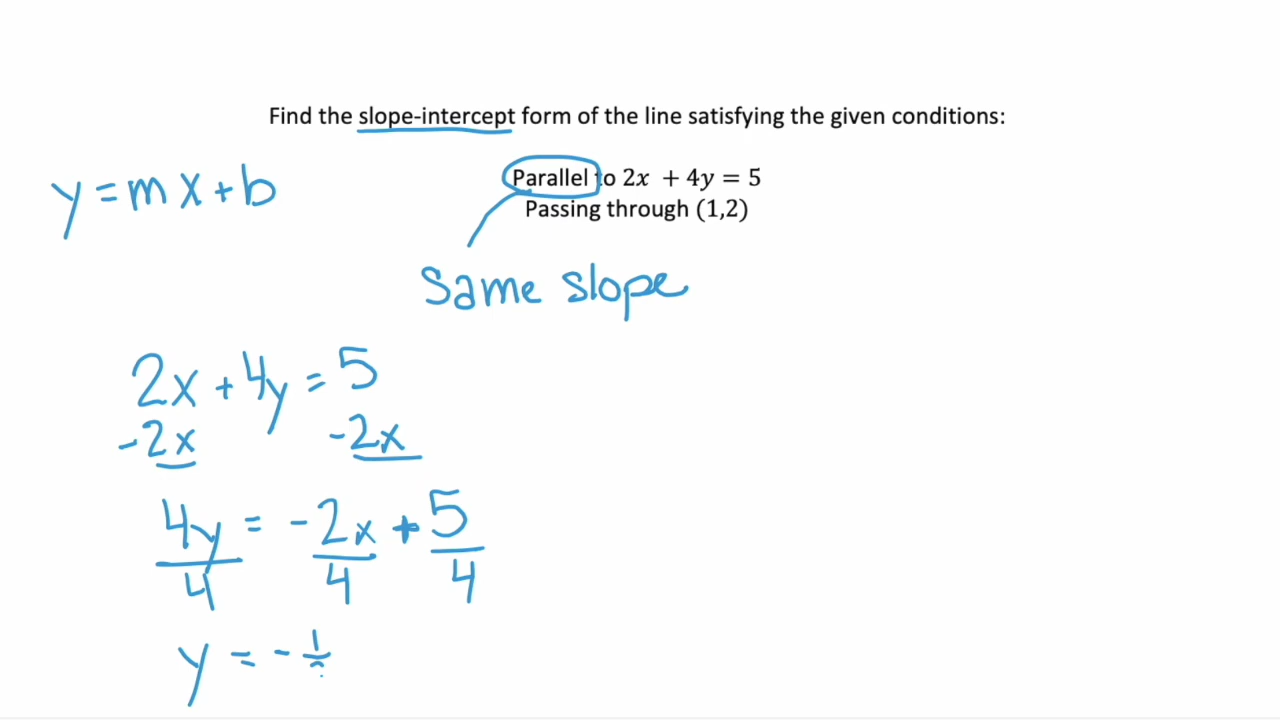 Find the slope-intercept form of the line satisfying the given conditions:
Parallel to 2x + 4y = 5
Passing through (1,2)
y = mx + b
Same slope
2x + 4y = 5
-2x -2x
4y = -2x + 5
4 4 4
y = - 1